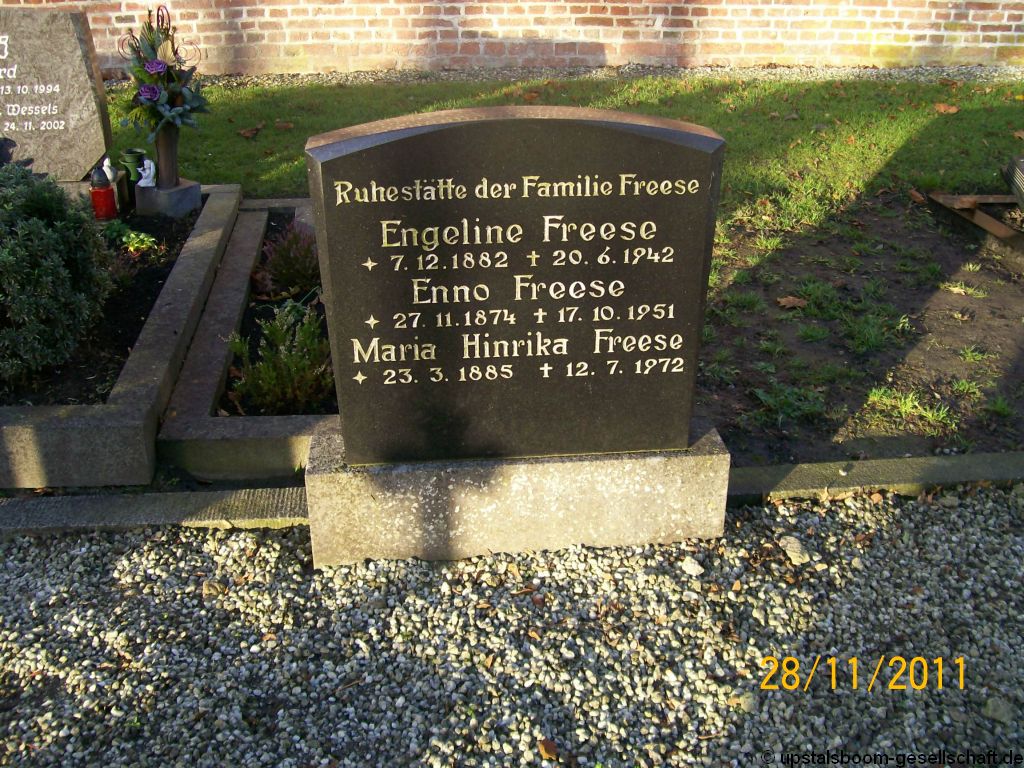 rd
13. 10. 1994
Wessels
24. 11. 2002
Ruhestätte der Familie Freese
Engeline Freese
✦ 7. 12. 1882 ✝ 20. 6. 1942
Enno Freese
✦ 27. 11. 1874 ✝ 17. 10. 1951
Maria Hinrika Freese
✦ 23. 3. 1885 ✝ 12. 7. 1972
28/11/2011
© upstalsboom-gesellschaft.de